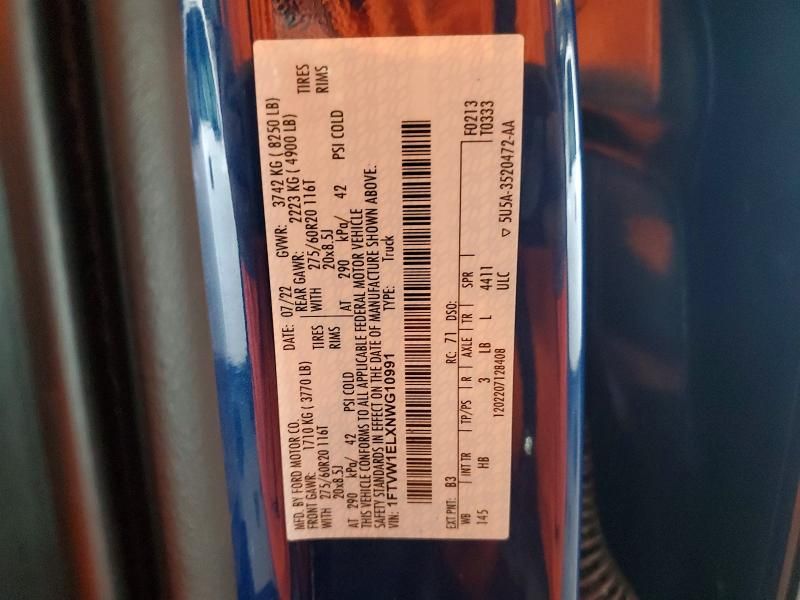 MFD. BY FORD MOTOR CO.
DATE: 07/22 GVWR: 3742 KG ( 8250 LB)
FRONT GAWR: 1710 KG ( 3770 LB) REAR GAWR: 2223 KG ( 4900 LB)
WITH 275/60R20 116T TIRES WITH 275/60R20 116T TIRES
20x8.5J RIMS 20x8.5J RIMS
AT 290 kPa/ 42 PSI COLD AT 290 kPa/ 42 PSI COLD
THIS VEHICLE CONFORMS TO ALL APPLICABLE FEDERAL MOTOR VEHICLE
SAFETY STANDARDS IN EFFECT ON THE DATE OF MANUFACTURE SHOWN ABOVE.
VIN: 1FTVW1ELXNWG10991 TYPE: Truck
F0213
EXT PNT: B3 RC: 71 DSO: T0333
WB INT TR TP/PS R AXLE TR SPR
145 HB 3 LB L 4411
1202207128408 ULC ▽ 5U5A-3520472-AA